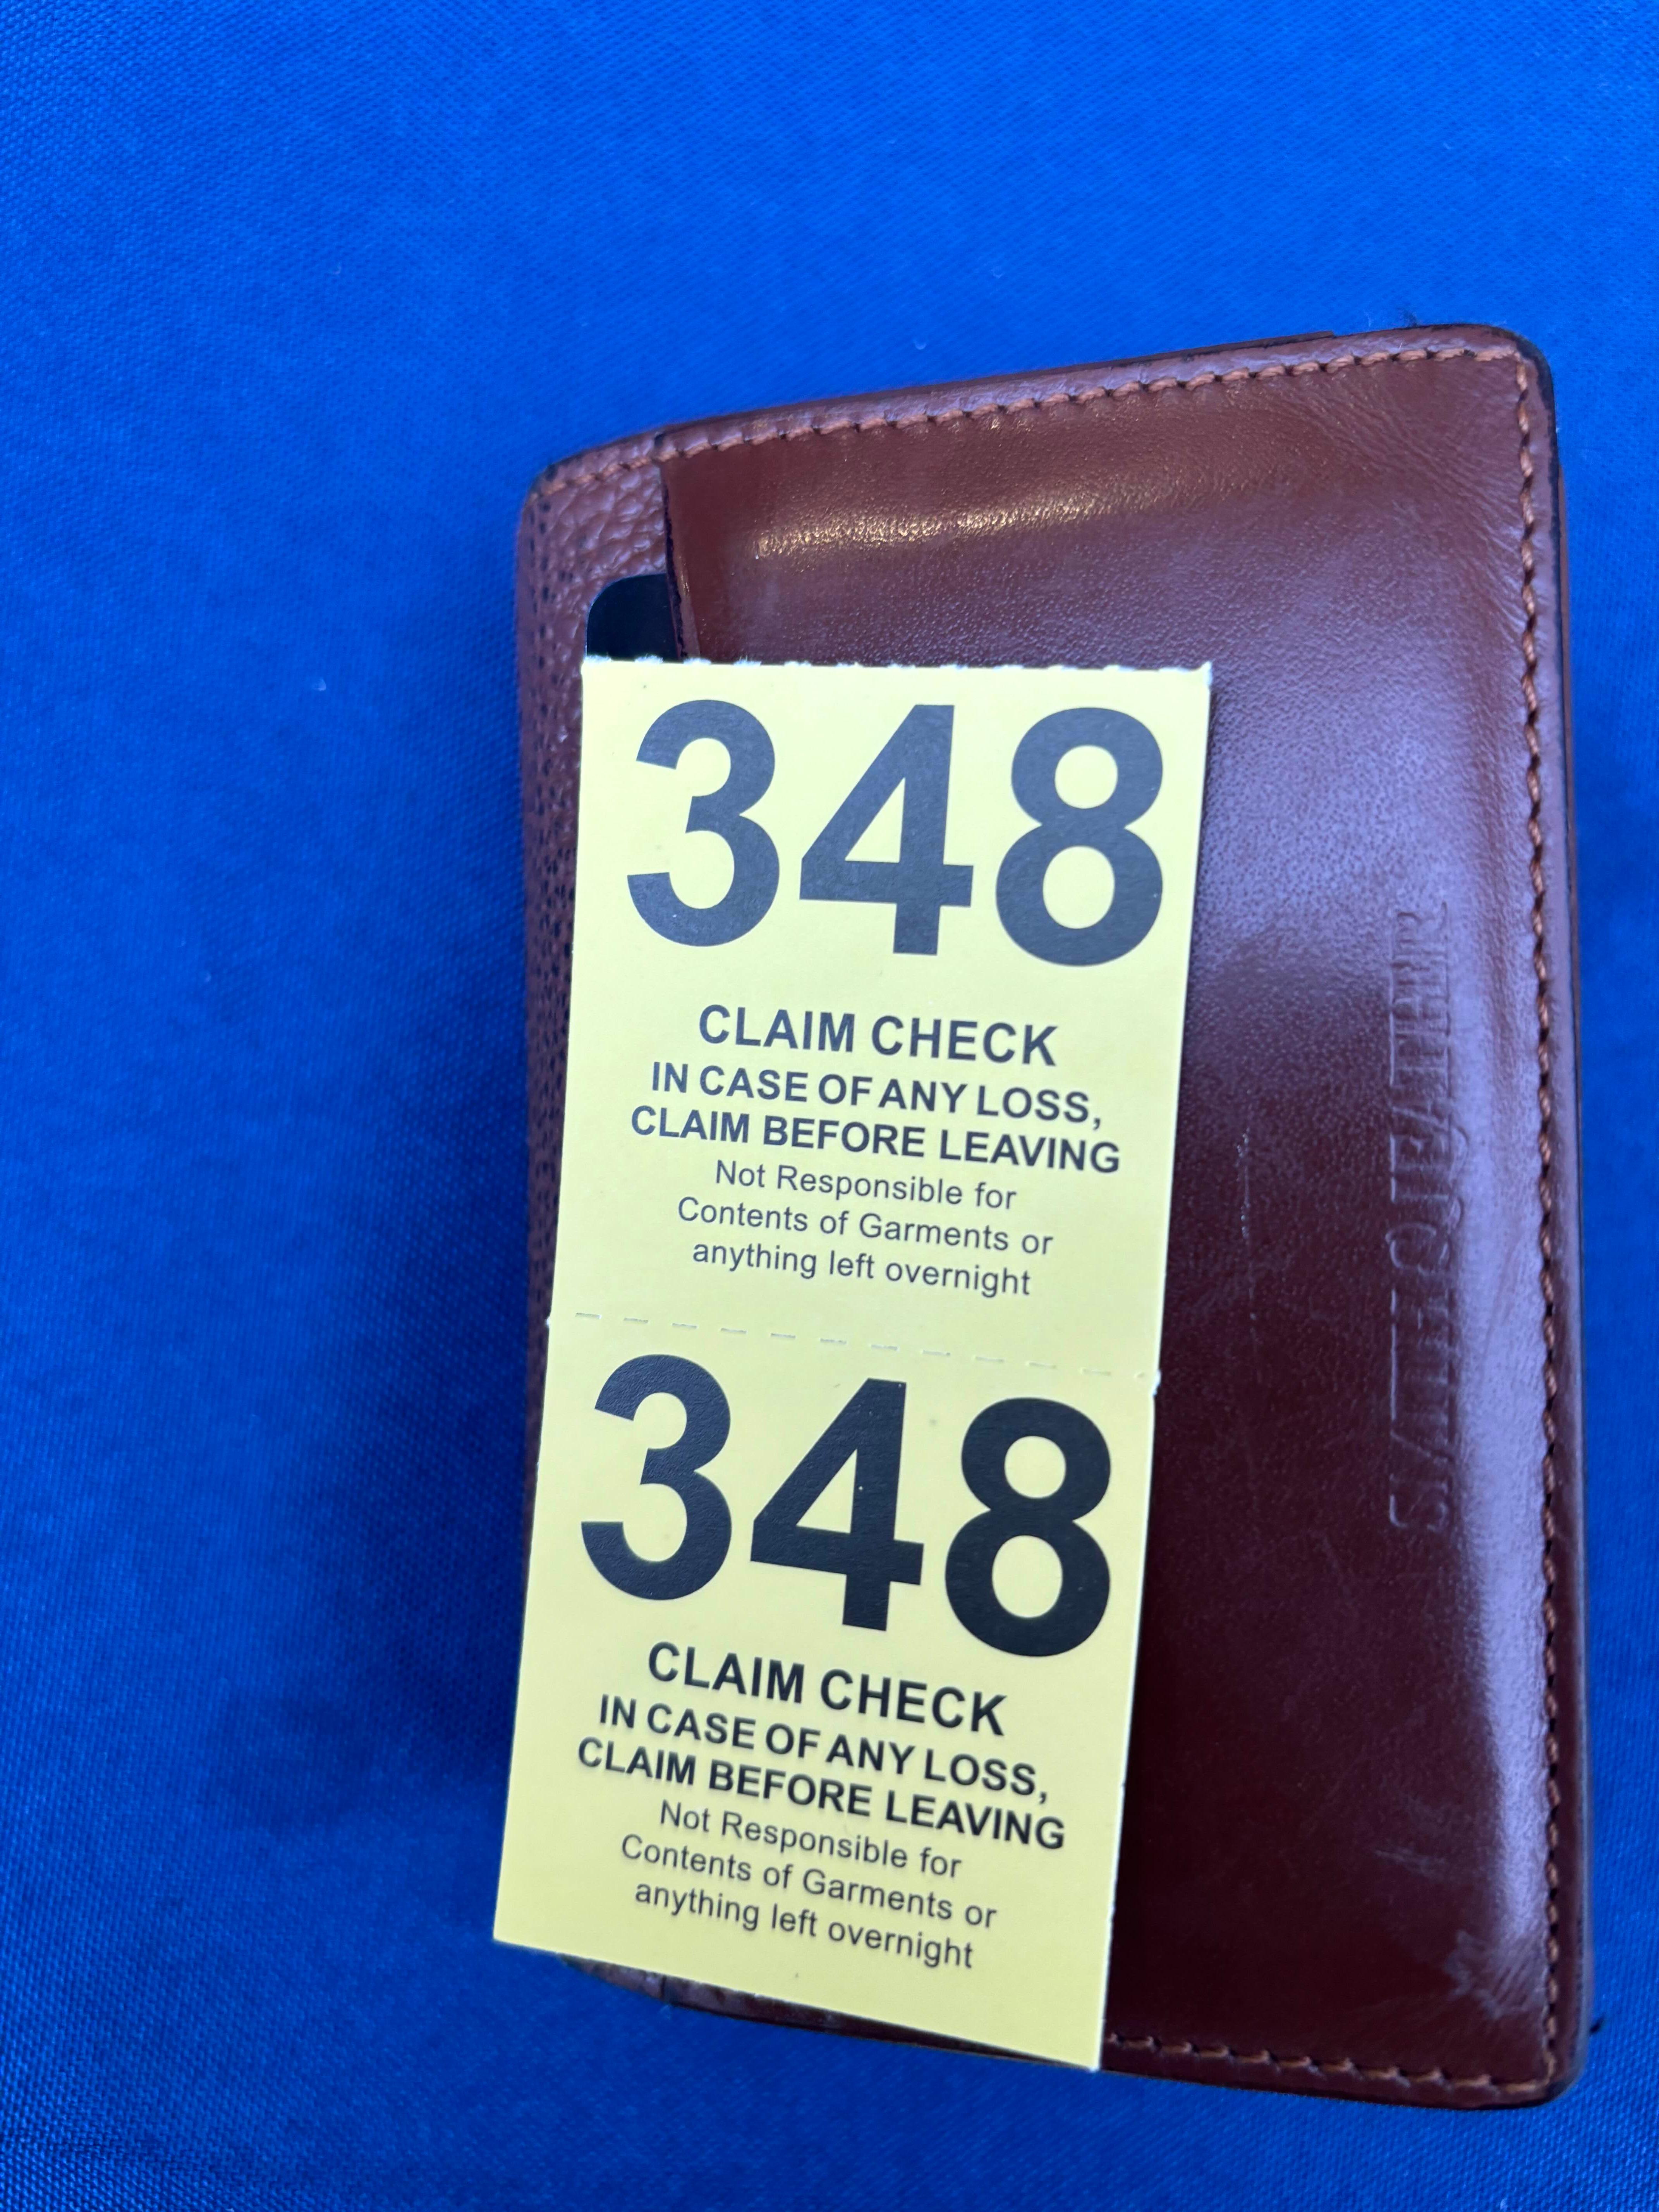 348
CLAIM CHECK
IN CASE OF ANY LOSS,
CLAIM BEFORE LEAVING
Not Responsible for
Contents of Garments or
anything left overnight
348
CLAIM CHECK
IN CASE OF ANY LOSS,
CLAIM BEFORE LEAVING
Not Responsible for
Contents of Garments or
anything left overnight